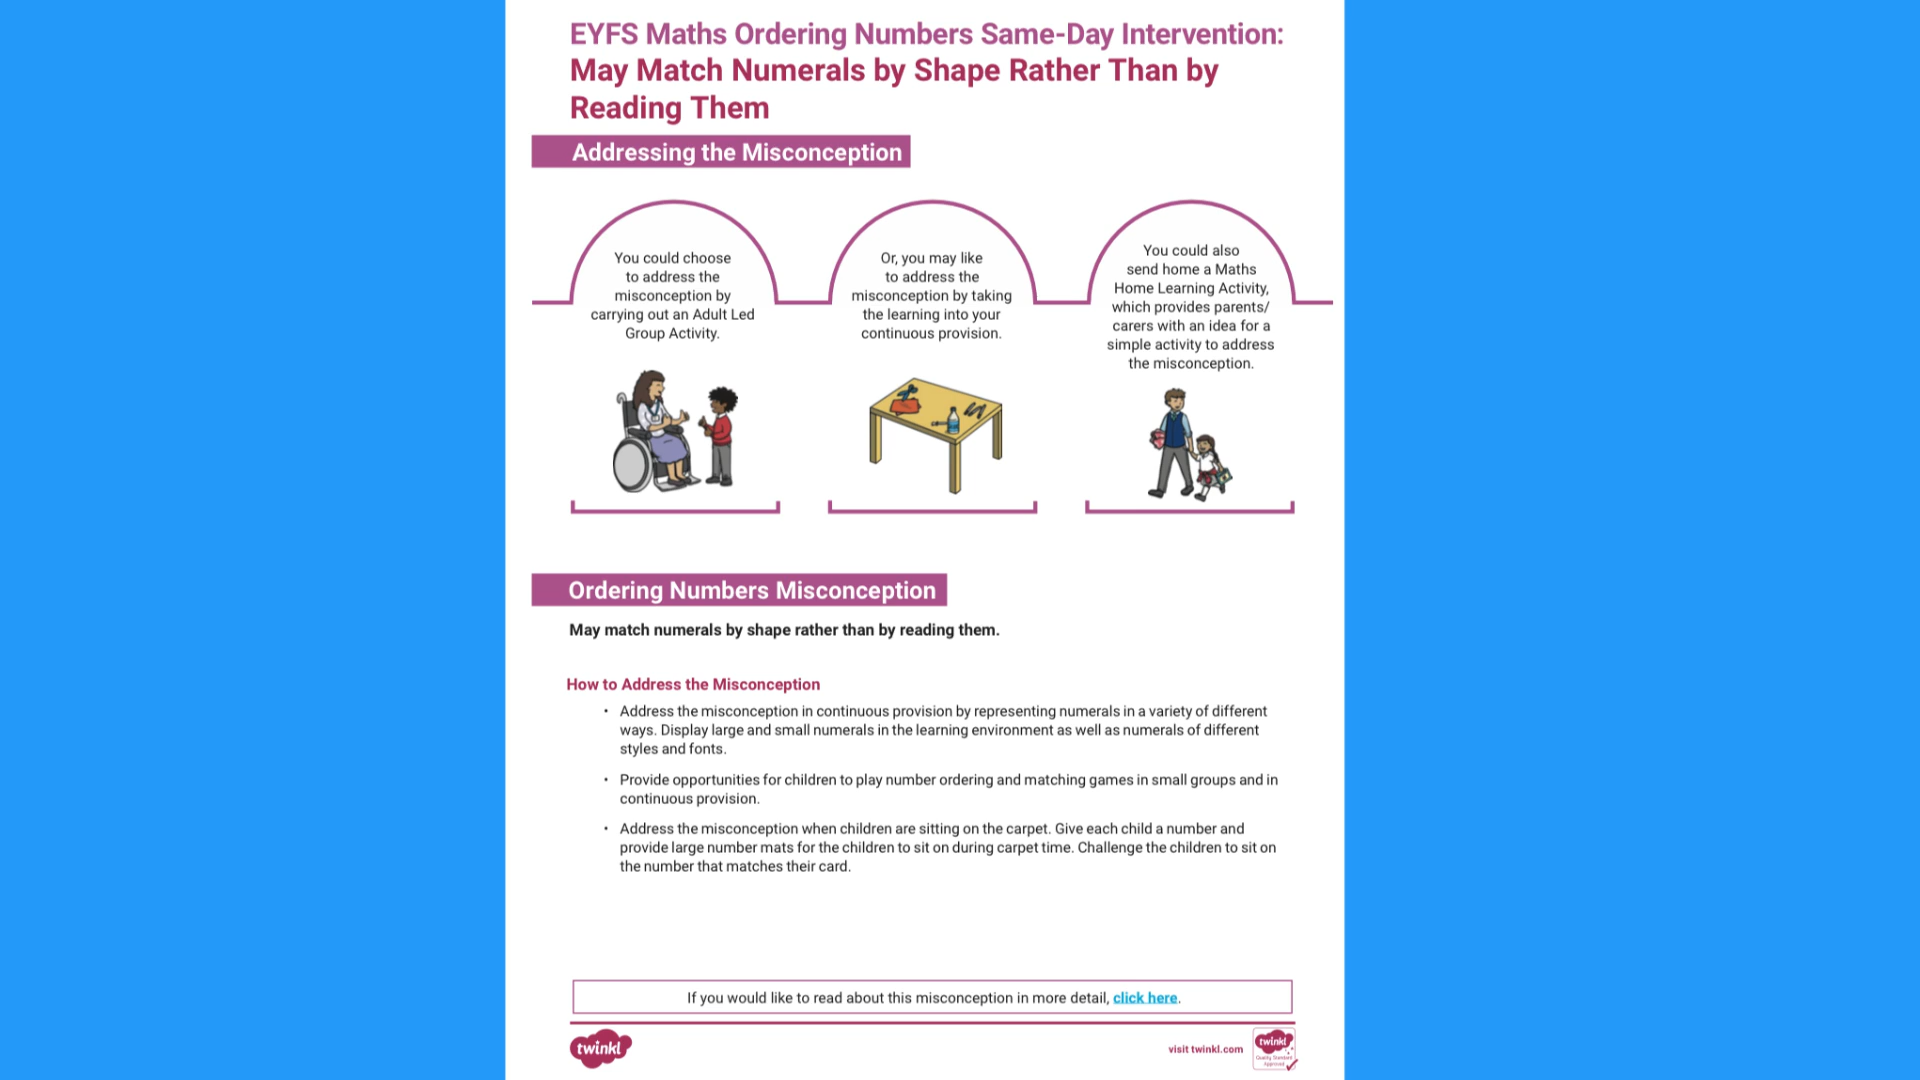 EYFS Maths Ordering Numbers Same-Day Intervention:
May Match Numerals by Shape Rather Than by
Reading Them
Addressing the Misconception
You could choose
to address the
misconception by
carrying out an Adult Led
Group Activity.
Or, you may like
to address the
misconception by taking
the learning into your
continuous provision.
You could also
send home a Maths
Home Learning Activity,
which provides parents/
carers with an idea for a
simple activity to address
the misconception.
Ordering Numbers Misconception
May match numerals by shape rather than by reading them.
How to Address the Misconception
• Address the misconception in continuous provision by representing numerals in a variety of different
ways. Display large and small numerals in the learning environment as well as numerals of different
styles and fonts.
• Provide opportunities for children to play number ordering and matching games in small groups and in
continuous provision.
• Address the misconception when children are sitting on the carpet. Give each child a number and
provide large number mats for the children to sit on during carpet time. Challenge the children to sit on
the number that matches their card.
If you would like to read about this misconception in more detail, click here.
twinkl
visit twinkl.com
twinkl
Quality Standard
Approved